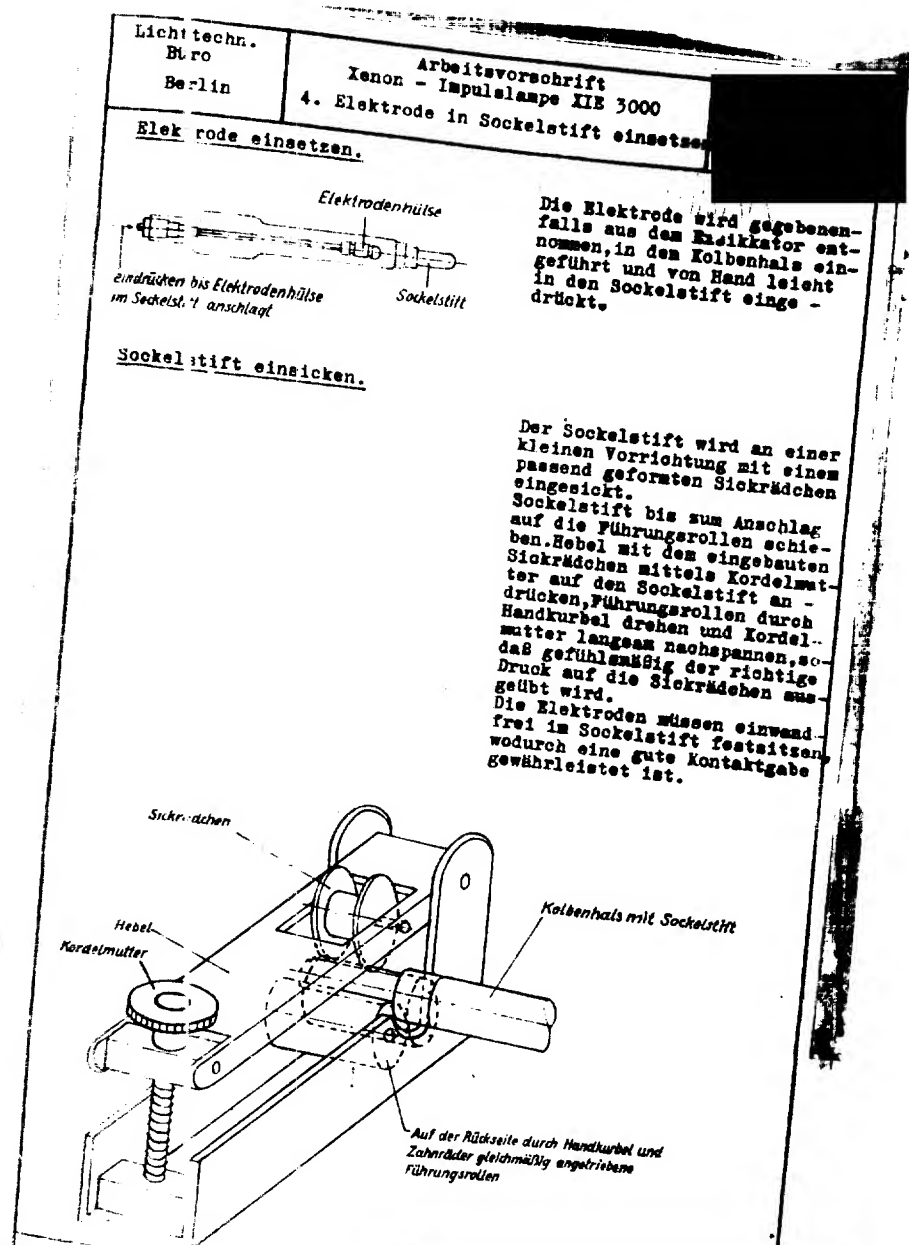 Lichttechn.
Büro
Berlin
Arbeitsvorschrift
Xenon - Impulslampe XIE 3000
4. Elektrode in Sockelstift einsetzen
Elektrode einsetzen.
Elektrodenhülse
eindrücken bis Elektrodenhülse
im Sockelstift anschlagt
Sockelstift
Die Elektrode wird gegebenen-
falls aus dem Exsikkator ent-
nommen, in den Kolbenhals ein-
geführt und von Hand leicht
in den Sockelstift einge -
drückt.
Sockelstift einsicken.
Der Sockelstift wird an einer
kleinen Vorrichtung mit einem
passend geformten Sickrädchen
eingesickt.
Sockelstift bis zum Anschlag
auf die Führungsrollen schie-
ben. Hebel mit dem eingebauten
Sickrädchen mittels Kordelmut-
ter auf den Sockelstift an -
drücken, Führungsrollen durch
Handkurbel drehen und Kordel-
mutter langsam nachspannen, so-
daß gefühlsmäßig der richtige
Druck auf die Sickrädchen aus-
geübt wird.
Die Elektroden müssen einwand-
frei im Sockelstift festsitzen,
wodurch eine gute Kontaktgabe
gewährleistet ist.
Sickrädchen
Hebel
Kordelmutter
Kolbenhals mit Sockelstift
Auf der Rückseite durch Handkurbel und
Zahnräder gleichmäßig angetriebene
Führungsrollen